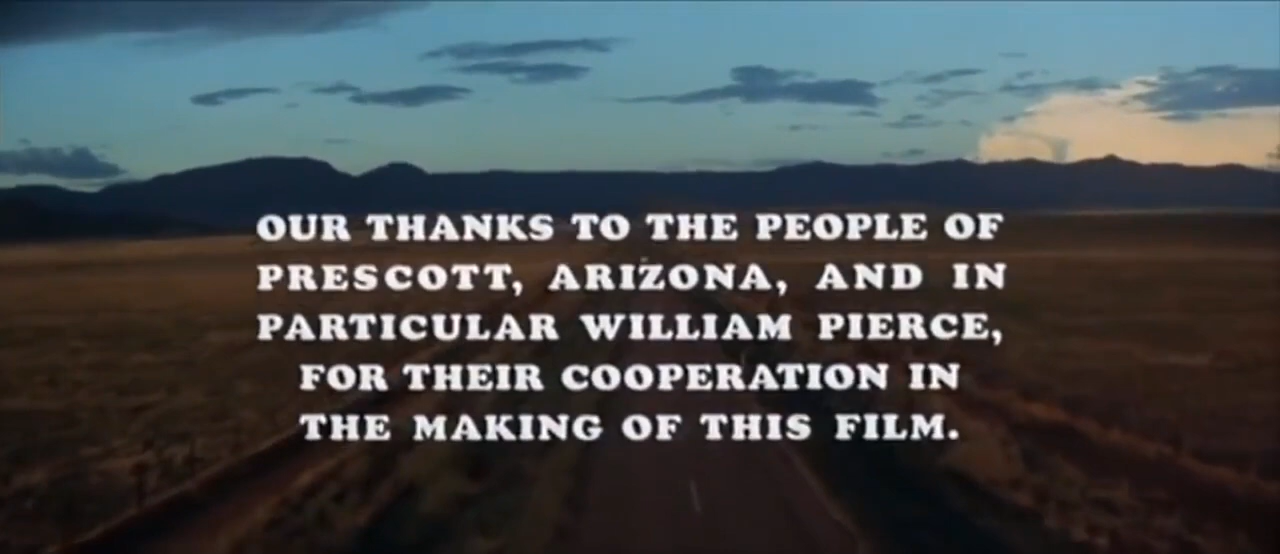 OUR THANKS TO THE PEOPLE OF
PRESCOTT, ARIZONA, AND IN
PARTICULAR WILLIAM PIERCE,
FOR THEIR COOPERATION IN
THE MAKING OF THIS FILM.